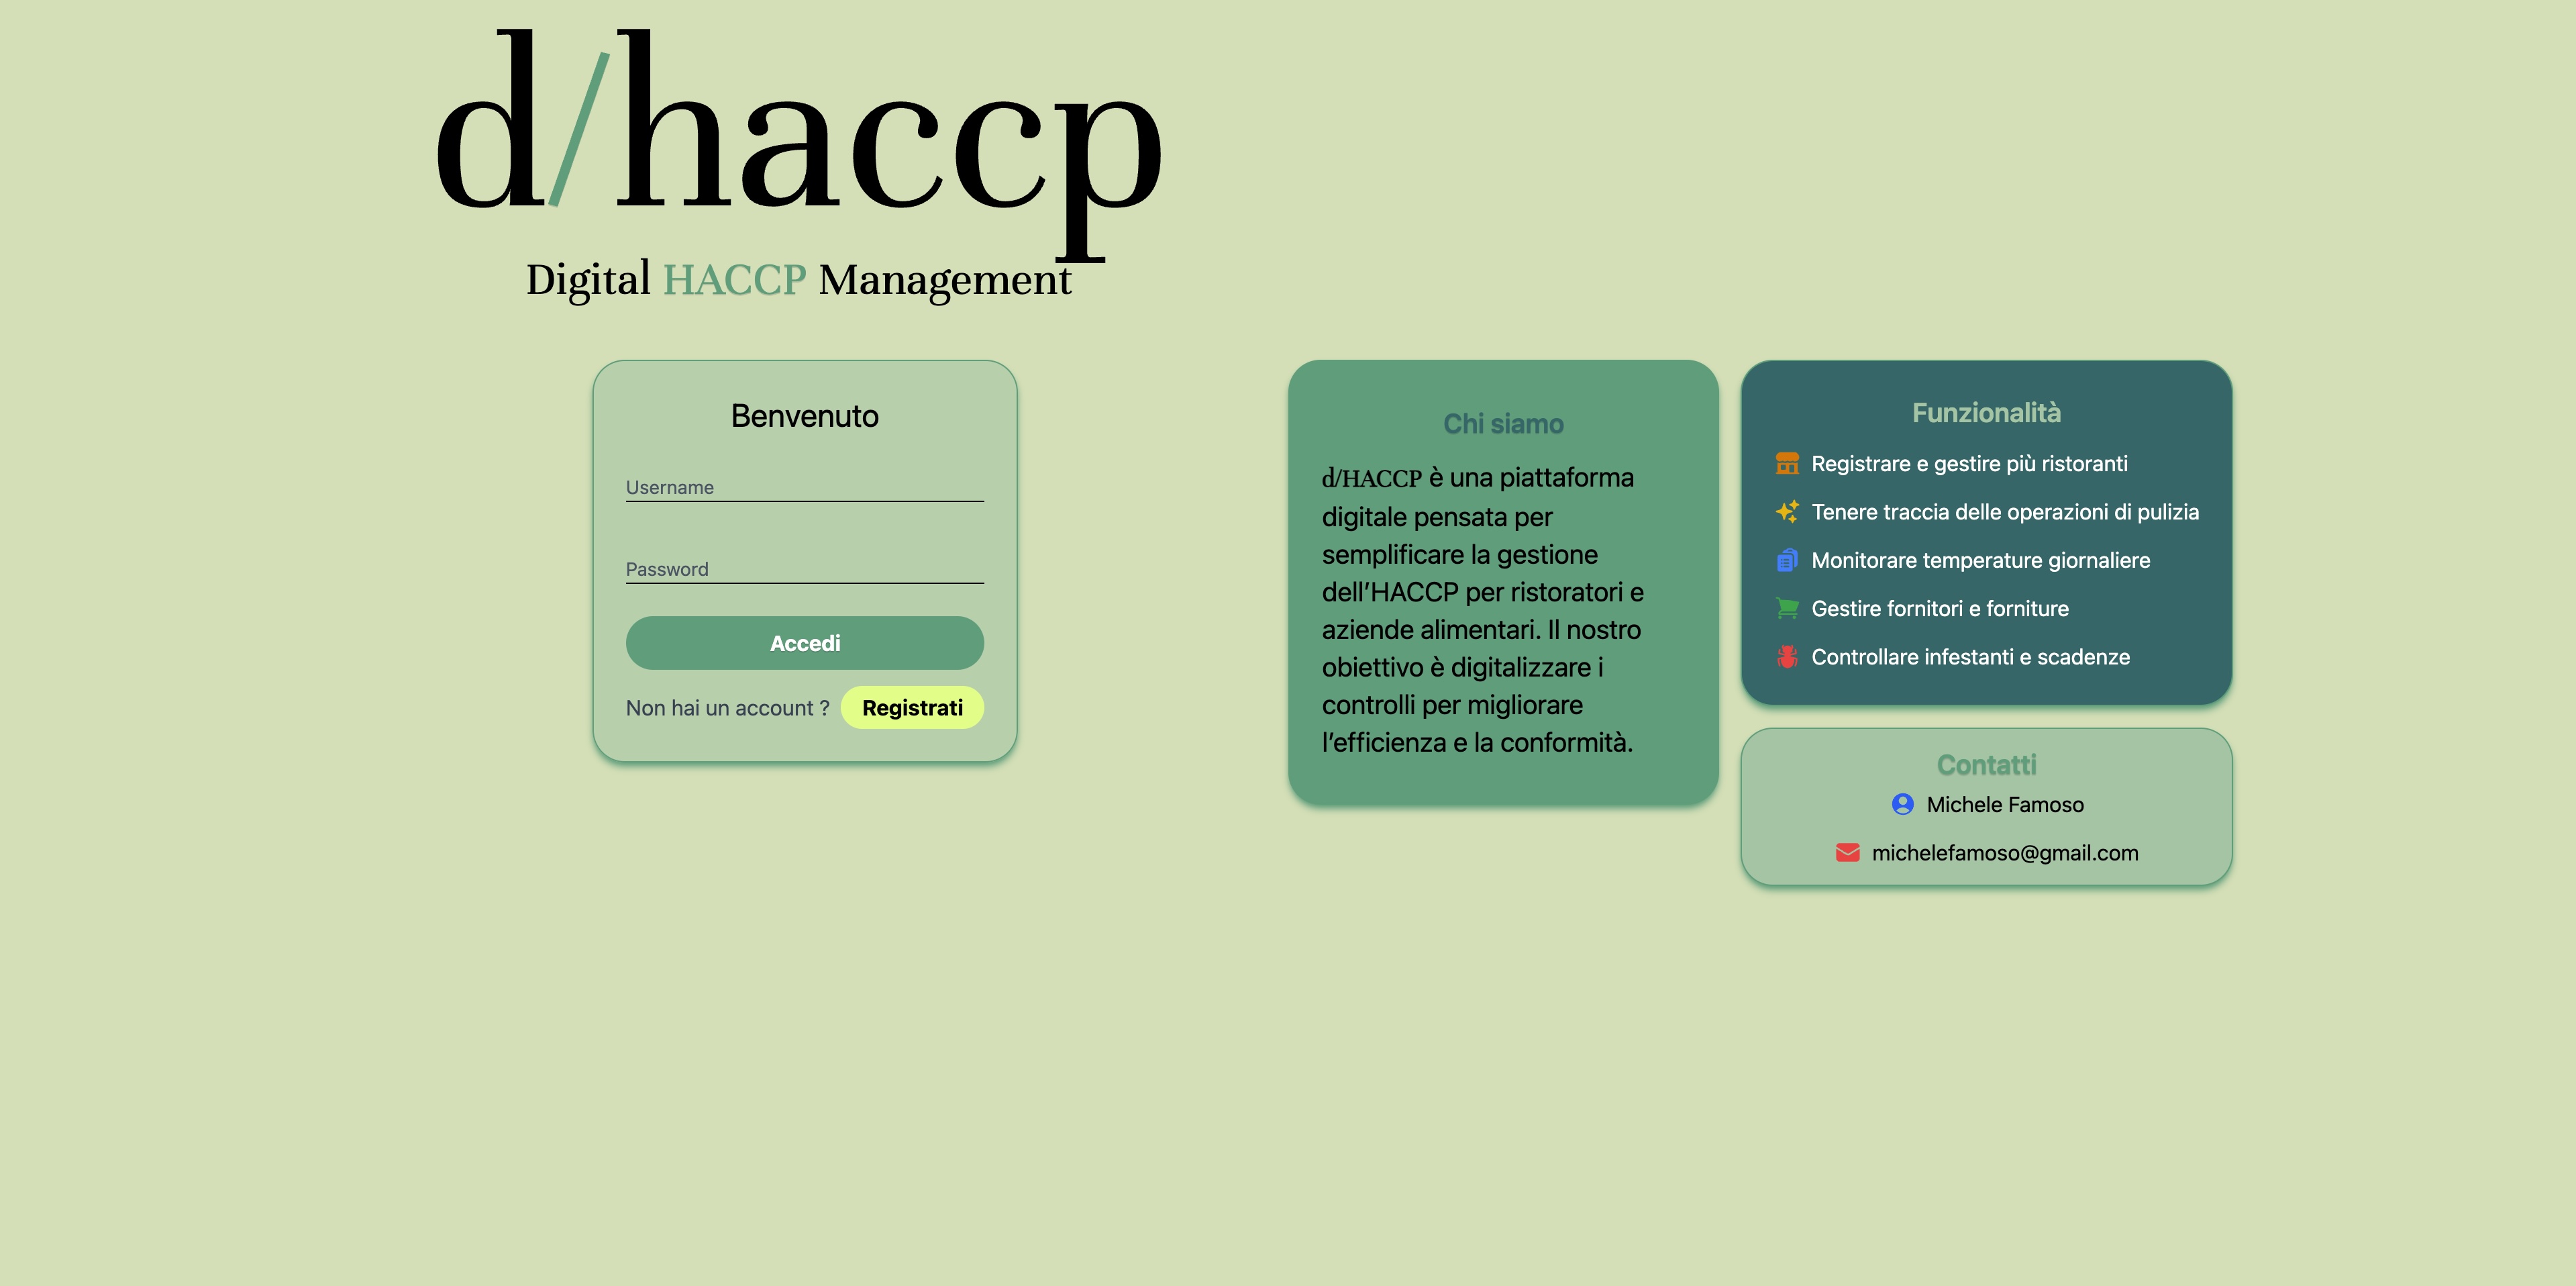 d/haccp
Digital HACCP Management
Benvenuto
Username
Password
Accedi
Non hai un account ? Registrati
Chi siamo
d/HACCP è una piattaforma
digitale pensata per
semplificare la gestione
dell’HACCP per ristoratori e
aziende alimentari. Il nostro
obiettivo è digitalizzare i
controlli per migliorare
l’efficienza e la conformità.
Funzionalità
Registrare e gestire più ristoranti
Tenere traccia delle operazioni di pulizia
Monitorare temperature giornaliere
Gestire fornitori e forniture
Controllare infestanti e scadenze
Contatti
Michele Famoso
michelefamoso@gmail.com